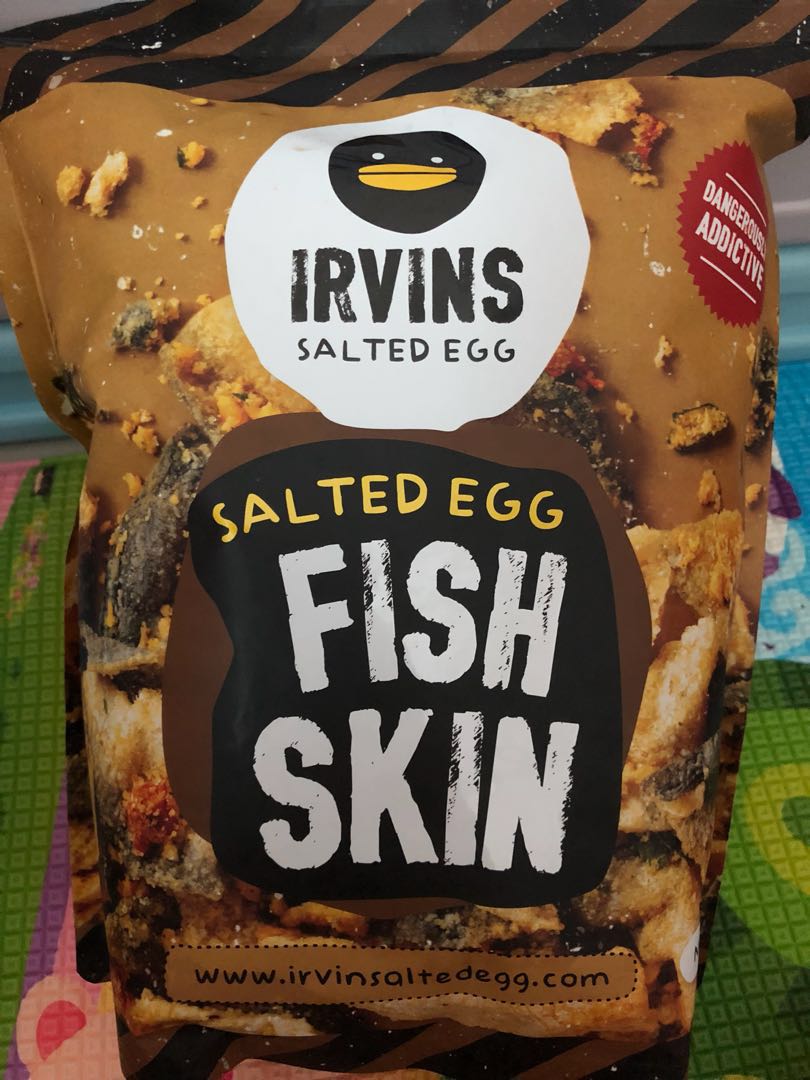 IRVINS
SALTED EGG
DANGEROUSLY
ADDICTIVE
SALTED EGG
FISH
SKIN
www.irvinsaltedegg.com